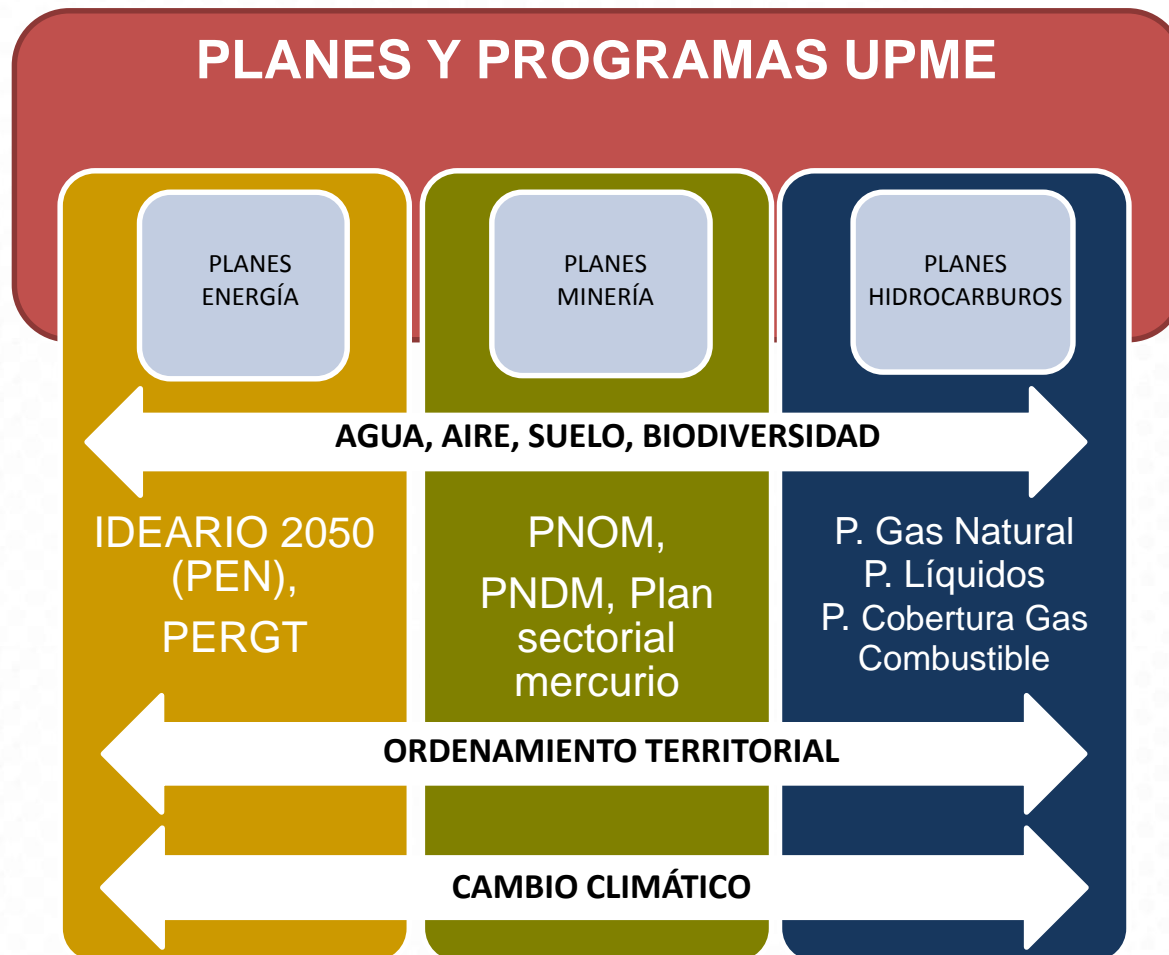 PLANES Y PROGRAMAS UPME
PLANES
ENERGÍA
PLANES
MINERÍA
PLANES
HIDROCARBUROS
AGUA, AIRE, SUELO, BIODIVERSIDAD
IDEARIO 2050
(PEN),
PERGT
PNOM,
PNDM, Plan
sectorial
mercurio
P. Gas Natural
P. Líquidos
P. Cobertura Gas
Combustible
ORDENAMIENTO TERRITORIAL
CAMBIO CLIMÁTICO